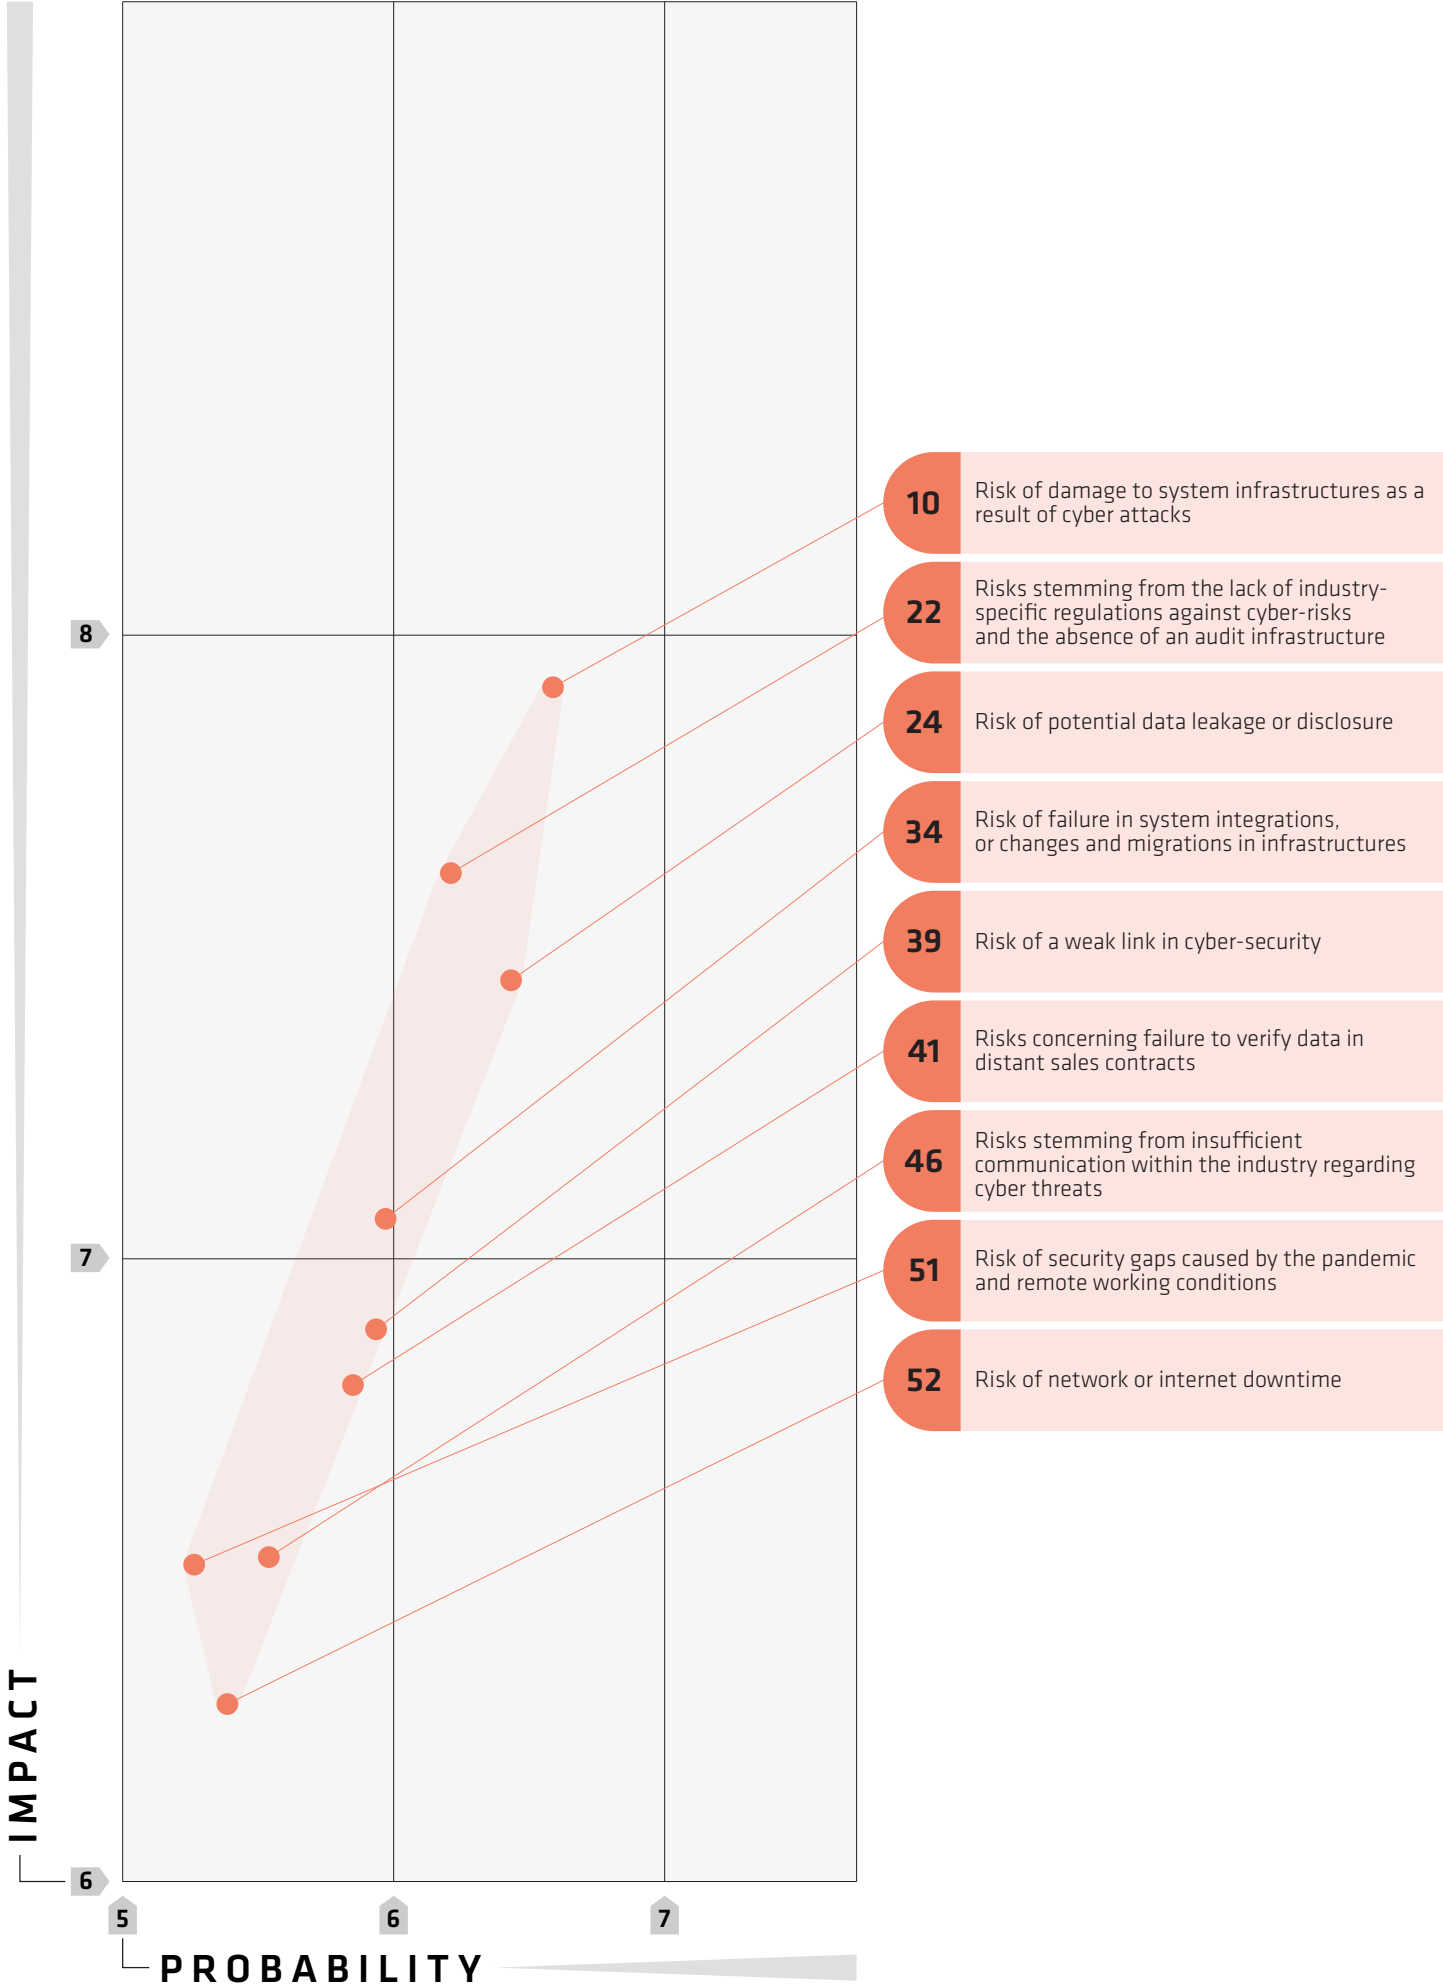 10
Risk of damage to system infrastructures as a
result of cyber attacks
22
Risks stemming from the lack of industry-
specific regulations against cyber-risks
and the absence of an audit infrastructure
24
Risk of potential data leakage or disclosure
34
Risk of failure in system integrations,
or changes and migrations in infrastructures
39
Risk of a weak link in cyber-security
41
Risks concerning failure to verify data in
distant sales contracts
46
Risks stemming from insufficient
communication within the industry regarding
cyber threats
51
Risk of security gaps caused by the pandemic
and remote working conditions
52
Risk of network or internet downtime
8
7
6
IMPACT
5
6
7
PROBABILITY